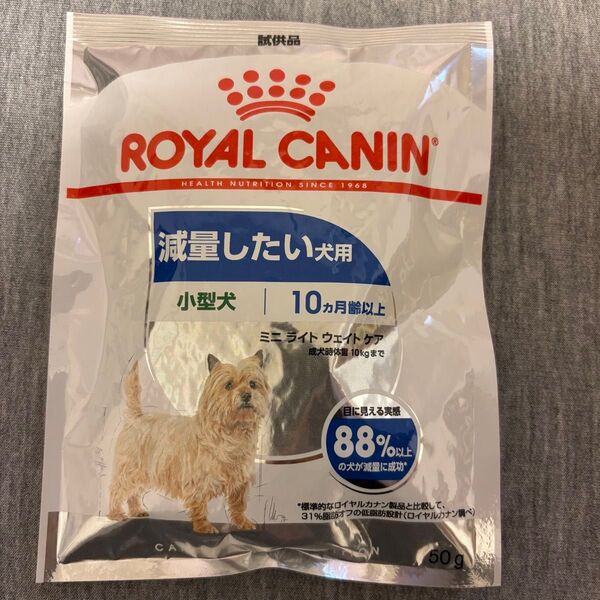 試供品
ROYAL CANIN
HEALTH NUTRITION SINCE 1968
減量したい犬用
小型犬 10ヵ月齢以上
ミニ ライト ウェイト ケア
成犬時体重10kgまで
目に見える実感
88%以上
の犬が減量に成功*
*標準的なロイヤルカナン製品と比較して、
31%脂肪オフの低脂肪設計(ロイヤルカナン調べ)
50g